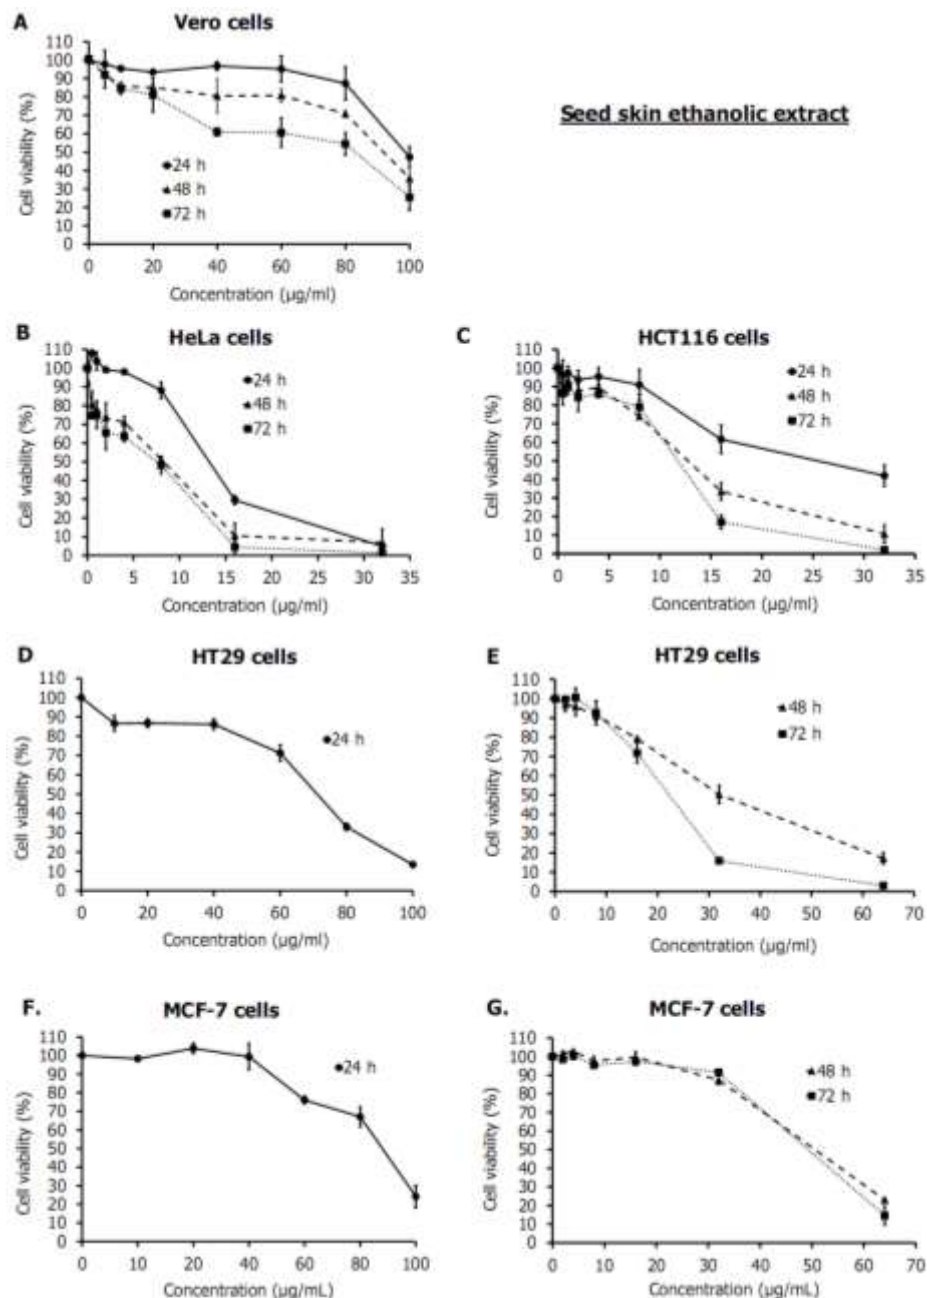 A
Vero cells
110
100
90
80
70
60
50
40
30
20
10
0
Cell viability (%)
24 h
48 h
72 h
0 20 40 60 80 100
Concentration (µg/ml)
Seed skin ethanolic extract
B
HeLa cells
110
100
90
80
70
60
50
40
30
20
10
0
Cell viability (%)
24 h
48 h
72 h
0 5 10 15 20 25 30 35
Concentration (µg/ml)
C
HCT116 cells
110
100
90
80
70
60
50
40
30
20
10
0
Cell viability (%)
24 h
48 h
72 h
0 5 10 15 20 25 30 35
Concentration (µg/ml)
D
HT29 cells
110
100
90
80
70
60
50
40
30
20
10
0
Cell viability (%)
24 h
0 20 40 60 80 100
Concentration (µg/ml)
E
HT29 cells
110
100
90
80
70
60
50
40
30
20
10
0
Cell viability (%)
48 h
72 h
0 10 20 30 40 50 60 70
Concentration (µg/ml)
F.
MCF-7 cells
110
100
90
80
70
60
50
40
30
20
10
0
Cell viability (%)
24 h
0 20 40 60 80 100
Concentration (µg/mL)
G.
MCF-7 cells
110
100
90
80
70
60
50
40
30
20
10
0
Cell viability (%)
48 h
72 h
0 10 20 30 40 50 60 70
Concentration (µg/mL)